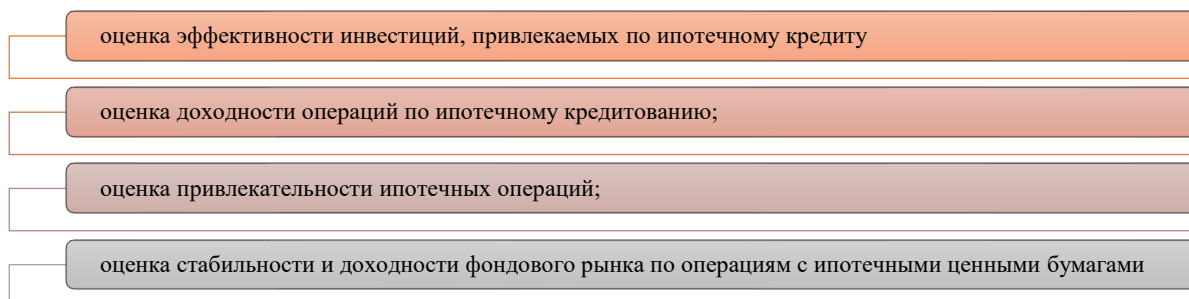 оценка эффективности инвестиций, привлекаемых по ипотечному кредиту
оценка доходности операций по ипотечному кредитованию;
оценка привлекательности ипотечных операций;
оценка стабильности и доходности фондового рынка по операциям с ипотечными ценными бумагами